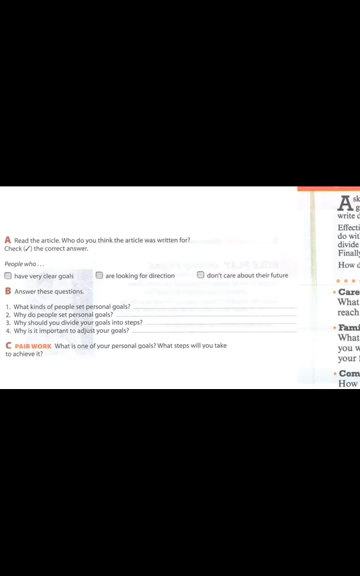 A Read the article. Who do you think the article was written for?
Check (✓) the correct answer.
People who . . .
have very clear goals
are looking for direction
don't care about their future
B Answer these questions.
1. What kinds of people set personal goals?
2. Why do people set personal goals?
3. Why should you divide your goals into steps?
4. Why is it important to adjust your goals?
C PAIR WORK What is one of your personal goals? What steps will you take
to achieve it?
write
Effecti
do wit
divide
Finally
How d
• Care
What
reach
• Fami
What
you w
your f
• Com
How